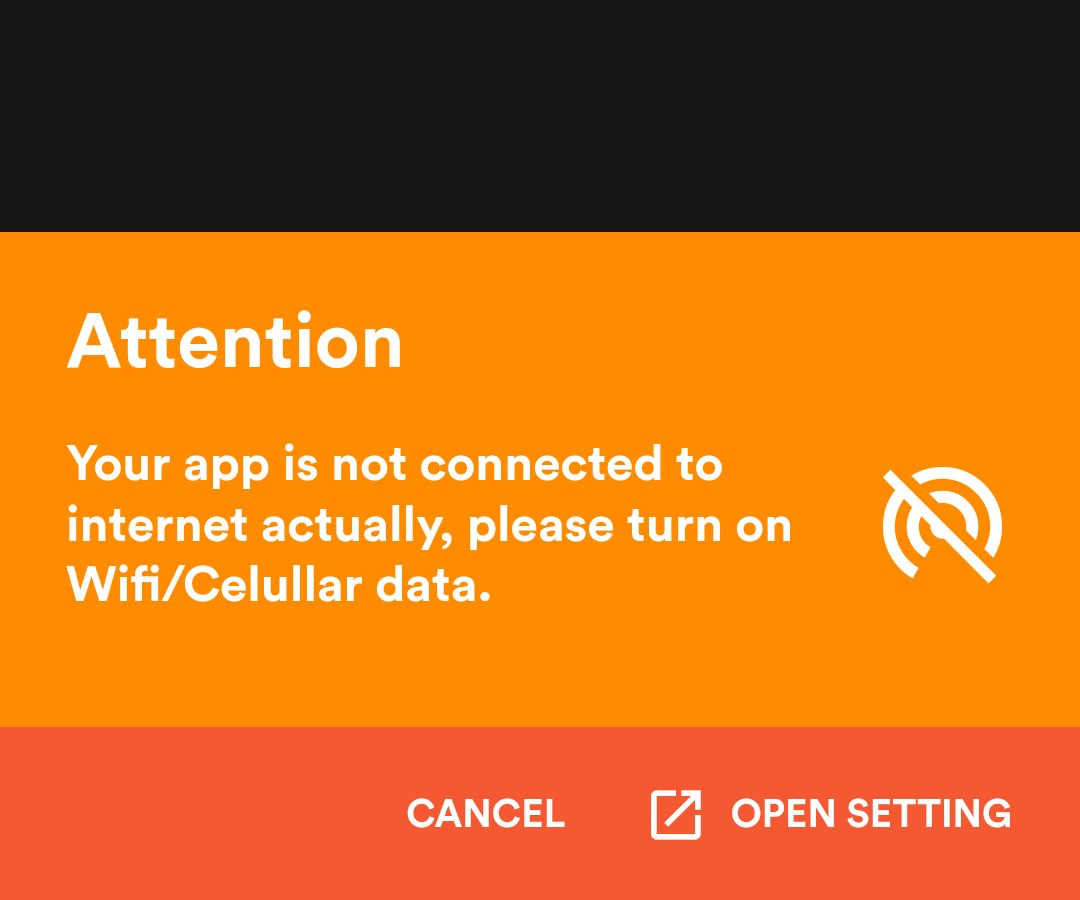 Attention
Your app is not connected to
internet actually, please turn on
Wifi/Celullar data.
CANCEL
OPEN SETTING